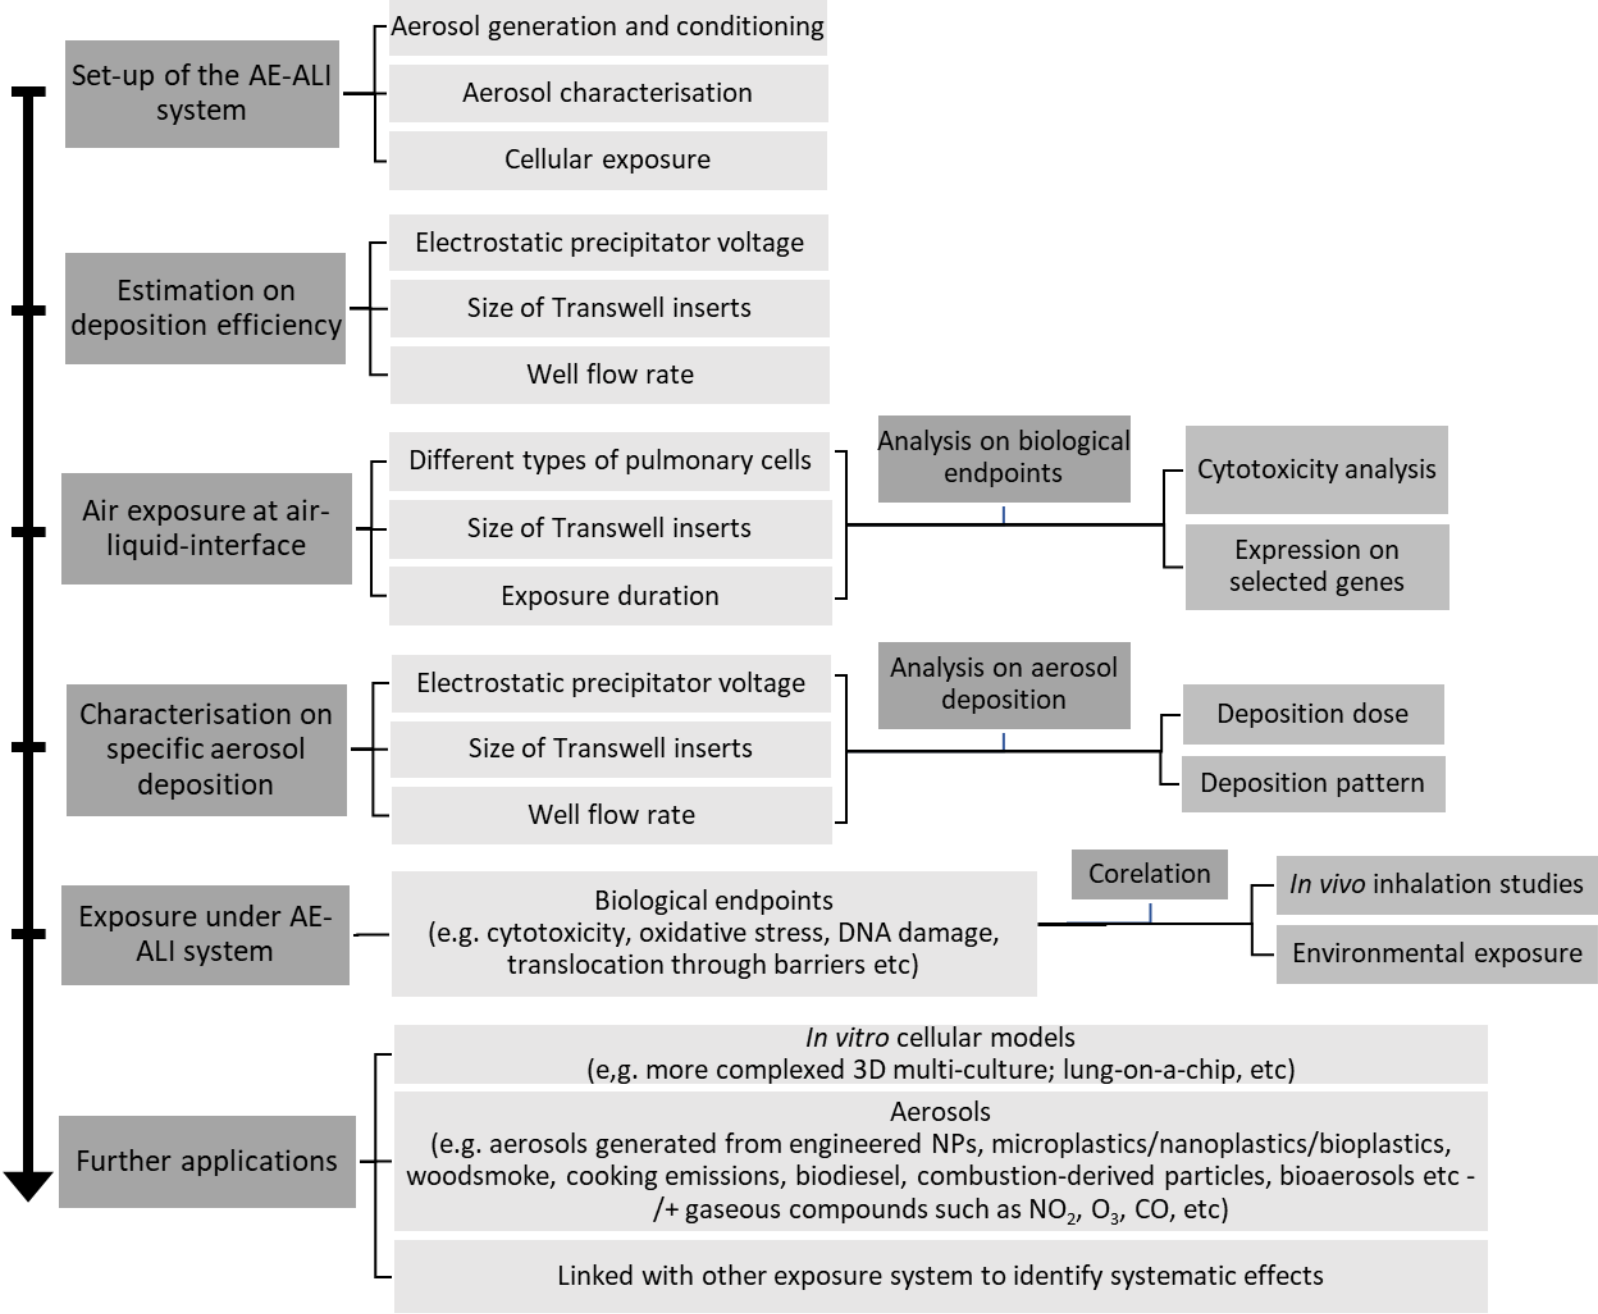 Aerosol generation and conditioning
Set-up of the AE-ALI
system
Aerosol characterisation
Cellular exposure
Electrostatic precipitator voltage
Estimation on
deposition efficiency
Size of Transwell inserts
Well flow rate
Different types of pulmonary cells
Air exposure at air-
liquid-interface
Size of Transwell inserts
Exposure duration
Analysis on biological
endpoints
Cytotoxicity analysis
Expression on
selected genes
Electrostatic precipitator voltage
Characterisation on
specific aerosol
deposition
Size of Transwell inserts
Well flow rate
Analysis on aerosol
deposition
Deposition dose
Deposition pattern
Exposure under AE-
ALI system
Biological endpoints
(e.g. cytotoxicity, oxidative stress, DNA damage,
translocation through barriers etc)
Corelation
In vivo inhalation studies
Environmental exposure
Further applications
In vitro cellular models
(e,g. more complexed 3D multi-culture; lung-on-a-chip, etc)
Aerosols
(e.g. aerosols generated from engineered NPs, microplastics/nanoplastics/bioplastics,
woodsmoke, cooking emissions, biodiesel, combustion-derived particles, bioaerosols etc -
/+ gaseous compounds such as NO₂, O₃, CO, etc)
Linked with other exposure system to identify systematic effects